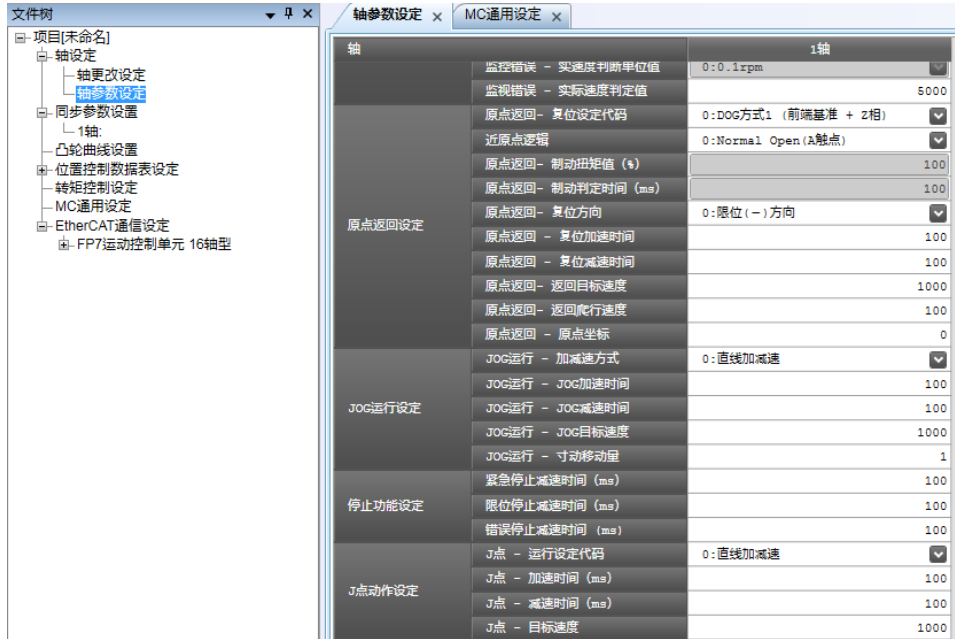 文件树
项目[未命名]
轴设定
轴更改设定
轴参数设定
同步参数设置
1轴:
凸轮曲线设置
位置控制数据表设定
转矩控制设定
MC通用设定
EtherCAT通信设定
FP7运动控制单元 16轴型
轴参数设定 MC通用设定
轴 1轴
监控错误 - 实速度判断单位值 0:0.1rpm
监视错误 - 实际速度判定值 5000
原点返回设定
原点返回- 复位设定代码 0:DOG方式1 (前端基准 + Z相)
近原点逻辑 0:Normal Open(A触点)
原点返回- 制动扭矩值 (%) 100
原点返回- 制动判定时间 (ms) 100
原点返回- 复位方向 0:限位(-)方向
原点返回 - 复位加速时间 100
原点返回 - 复位减速时间 100
原点返回- 返回目标速度 1000
原点返回- 返回爬行速度 100
原点返回 - 原点坐标 0
JOG运行设定
JOG运行 - 加减速方式 0:直线加减速
JOG运行 - JOG加速时间 100
JOG运行 - JOG减速时间 100
JOG运行 - JOG目标速度 1000
JOG运行 - 寸动移动量 1
停止功能设定
紧急停止减速时间 (ms) 100
限位停止减速时间 (ms) 100
错误停止减速时间 (ms) 100
J点动作设定
J点 - 运行设定代码 0:直线加减速
J点 - 加速时间 (ms) 100
J点 - 减速时间 (ms) 100
J点 - 目标速度 1000